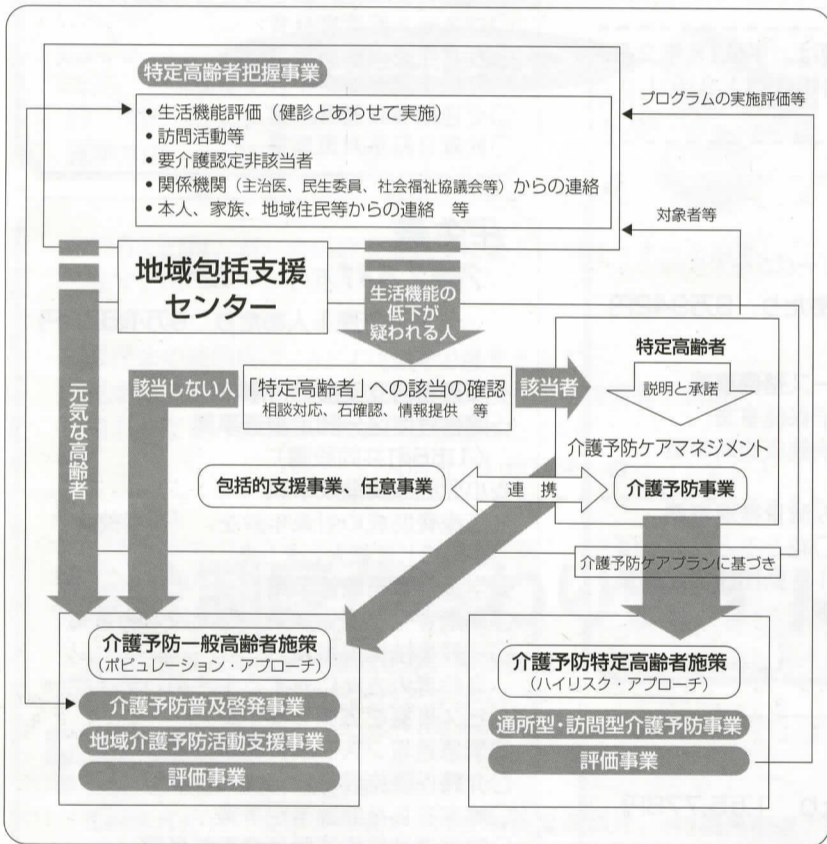 特定高齢者把握事業
• 生活機能評価（健診とあわせて実施）
• 訪問活動等
• 要介護認定非該当者
• 関係機関（主治医、民生委員、社会福祉協議会等）からの連絡
• 本人、家族、地域住民等からの連絡　等
プログラムの実施評価等
対象者等
地域包括支援
センター
生活機能の
低下が
疑われる人
元気な高齢者
該当しない人
「特定高齢者」への該当の確認
相談対応、石確認、情報提供　等
該当者
特定高齢者
説明と承諾
介護予防ケアマネジメント
包括的支援事業、任意事業
連　携
介護予防事業
介護予防ケアプランに基づき
介護予防一般高齢者施策
（ポピュレーション・アプローチ）
介護予防普及啓発事業
地域介護予防活動支援事業
評価事業
介護予防特定高齢者施策
（ハイリスク・アプローチ）
通所型・訪問型介護予防事業
評価事業